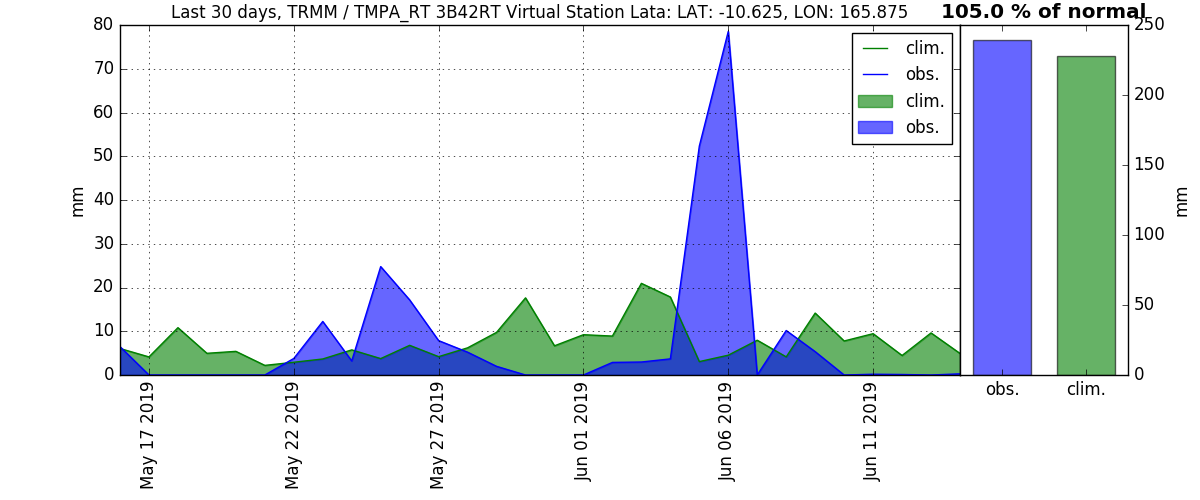 Last 30 days, TRMM / TMPA_RT 3B42RT Virtual Station Lata: LAT: -10.625, LON: 165.875
105.0 % of normal
80
70
60
50
40
30
20
10
0
mm
clim.
obs.
clim.
obs.
May 17 2019
May 22 2019
May 27 2019
Jun 01 2019
Jun 06 2019
Jun 11 2019
250
200
150
100
50
0
mm
obs.
clim.